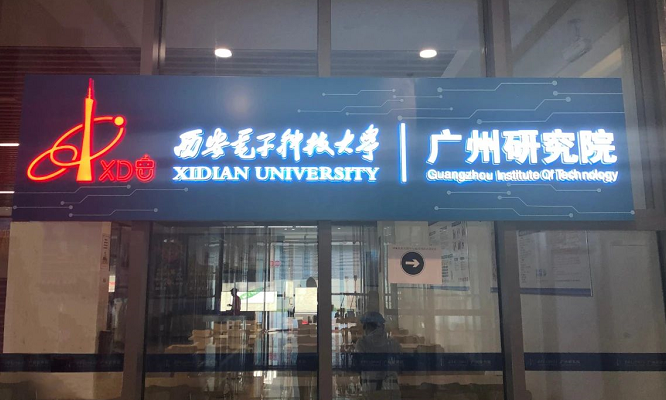 XD
西安电子科技大学
XIDIAN UNIVERSITY
广州研究院
Guangzhou Institute Of Technology